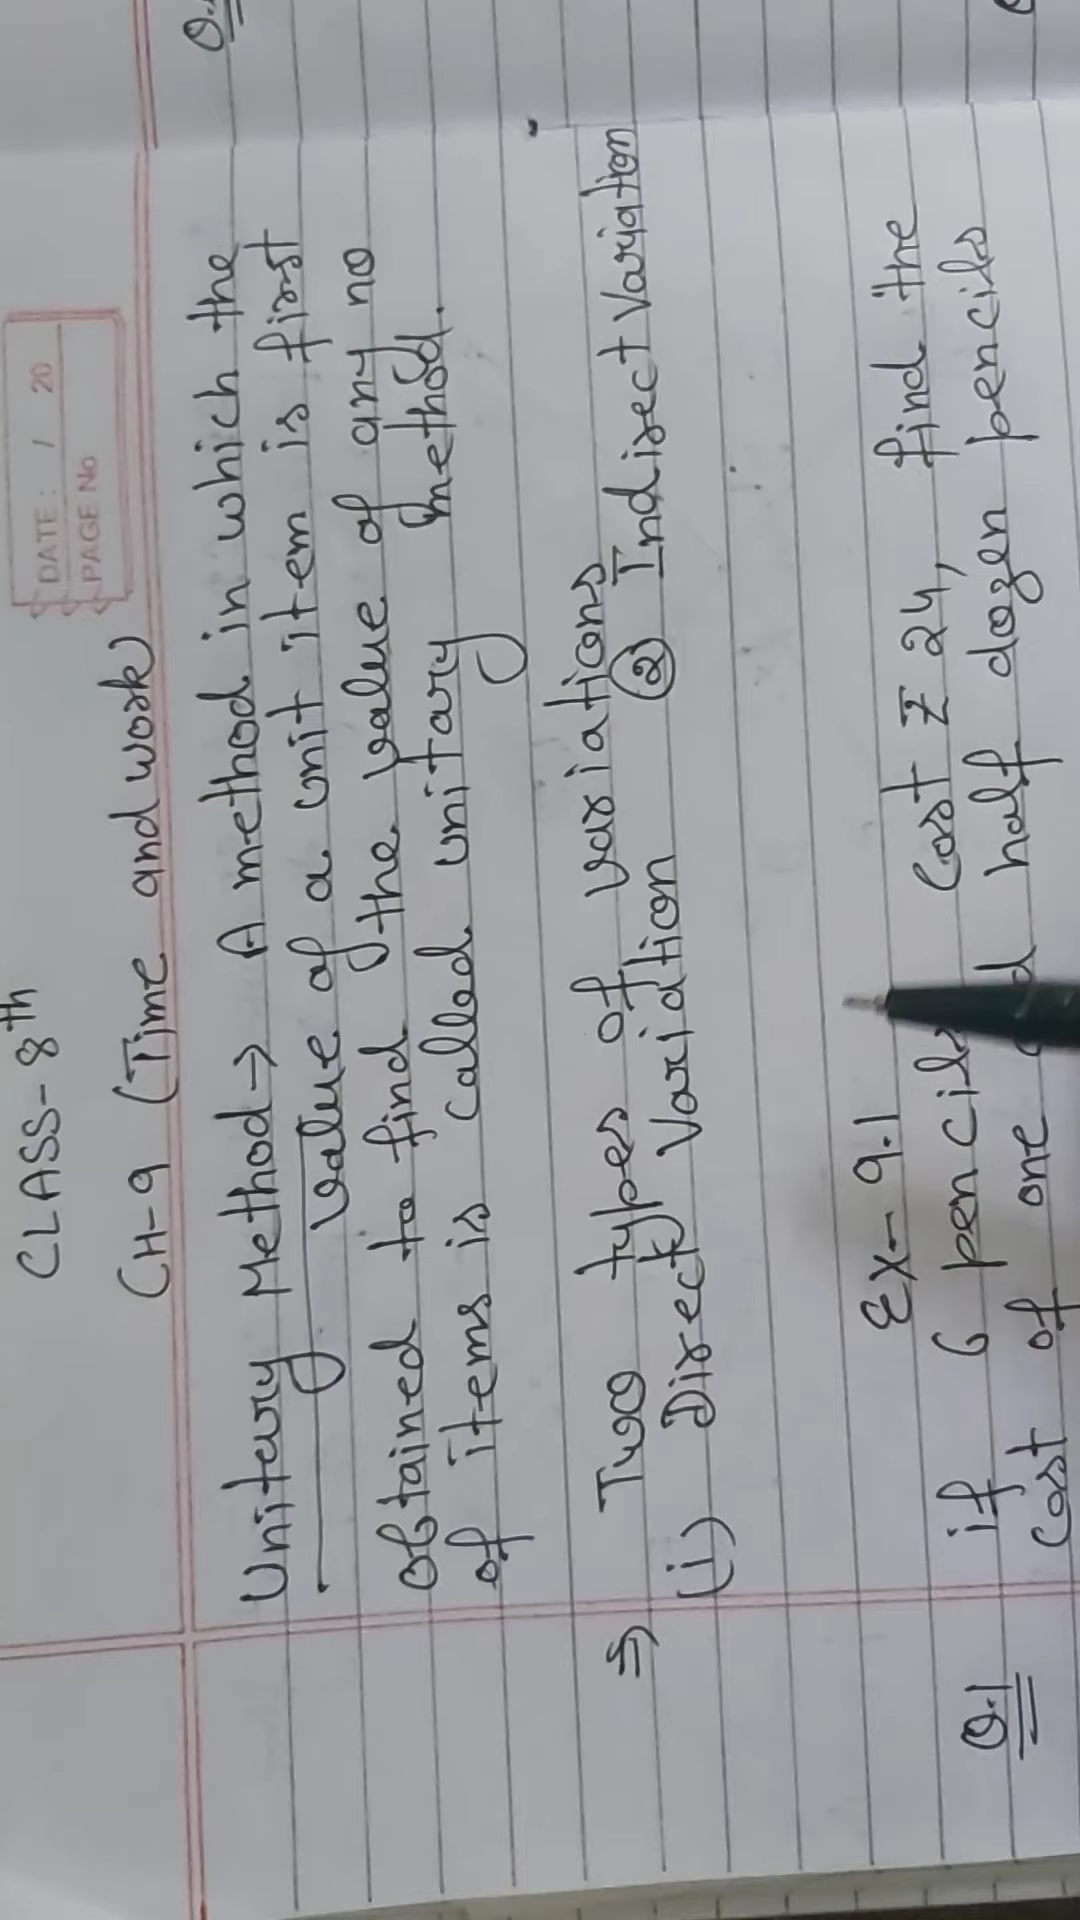 CLASS-8th
DATE: / 20
PAGE No
CH-9 (Time and work)
Unitary Method → A method in which the
value of a unit item is first
obtained to find the value of any no
of items is called unitary method.
⇒ Two types of variations
(i) Direct Variation ② Indirect Variation
Ex-9.1
Q.1 if 6 pencils cost ₹ 24, find the
cost of one half dozen pencils